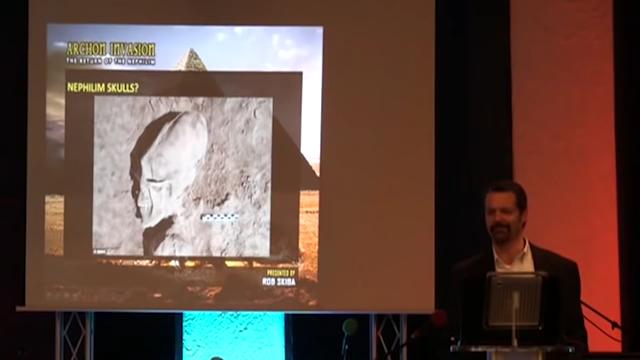 ARCHON INVASION
THE RETURN OF THE NEPHILIM
NEPHILIM SKULLS?
PRESENTED BY
ROB SKIBA